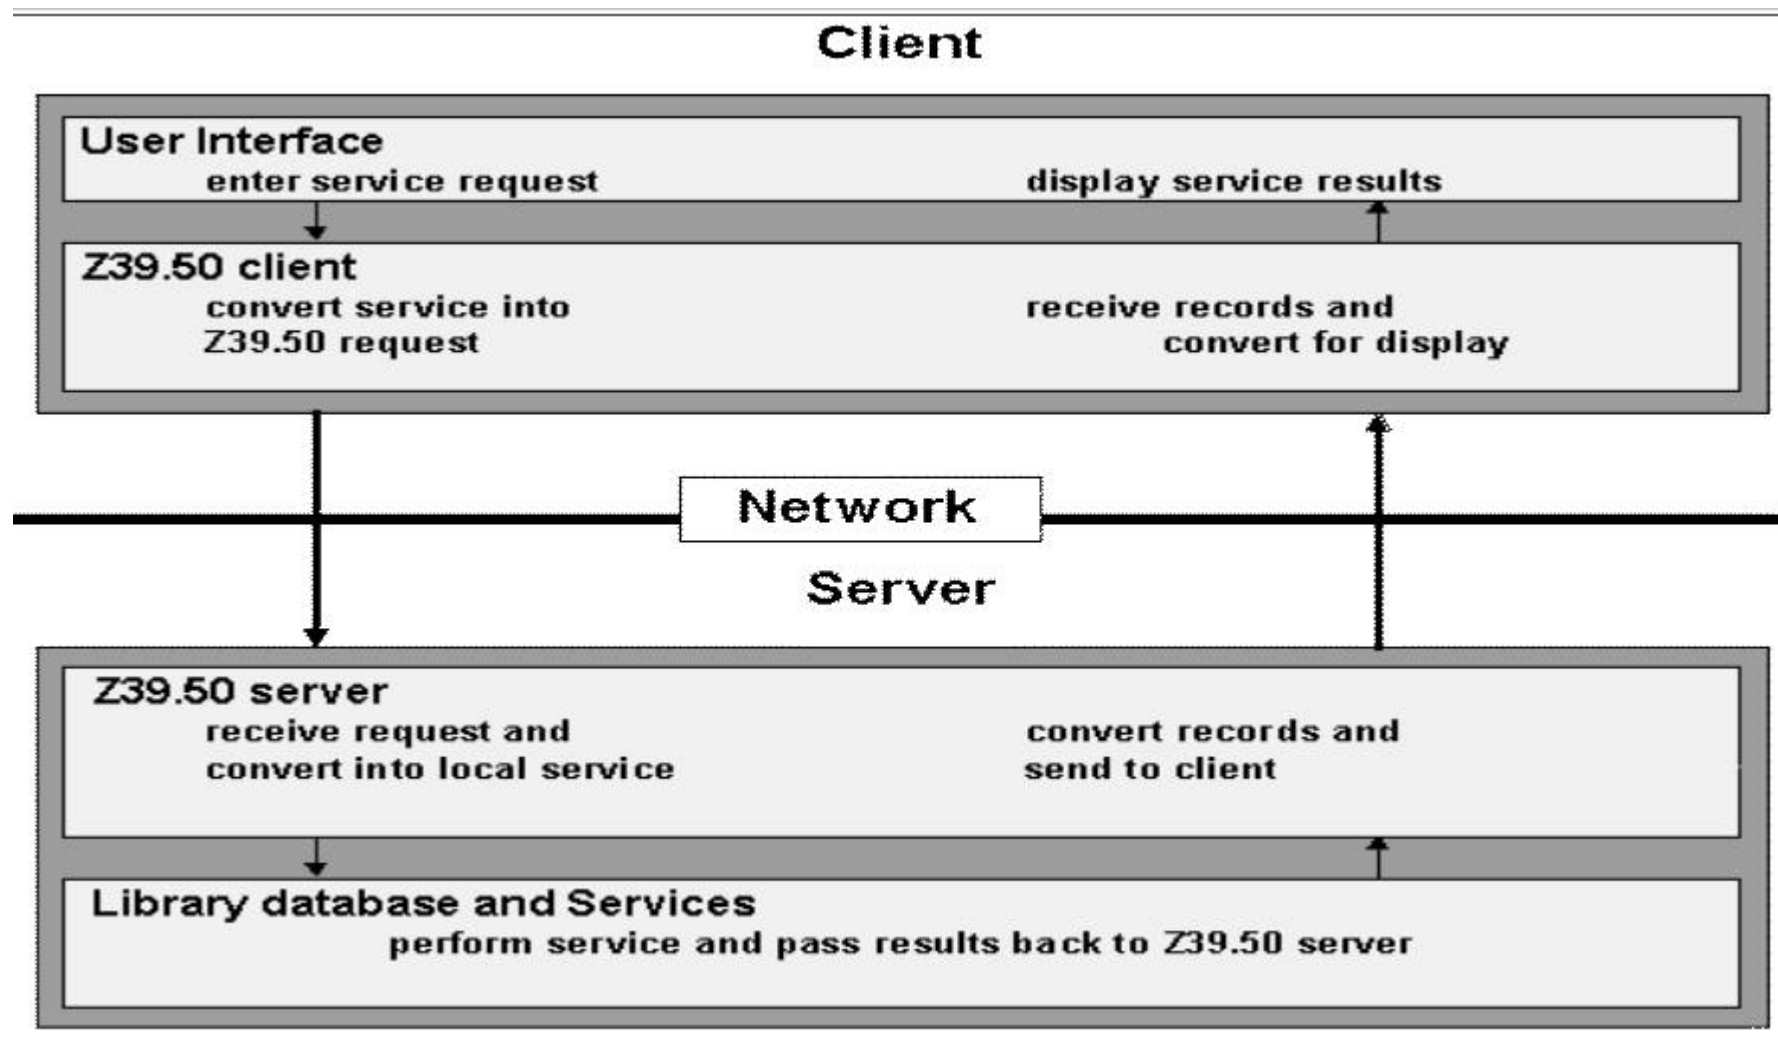 Client
User Interface
enter service request
display service results
Z39.50 client
convert service into
Z39.50 request
receive records and
convert for display
Network
Server
Z39.50 server
receive request and
convert into local service
convert records and
send to client
Library database and Services
perform service and pass results back to Z39.50 server